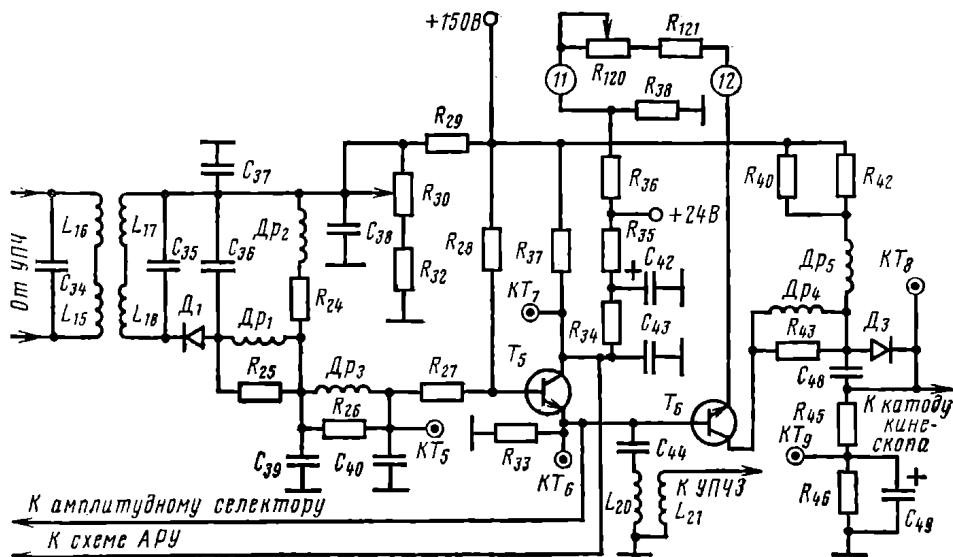 +150В
R121
R120
11
12
R38
R29
C37
R30
R36
R40
R42
+24В
L16
L17
C35
C36
Др2
C38
R28
R37
R35
C42
Др5
КТ8
От УПЧ
C34
R24
R32
КТ7
Др4
L15
L18
Д1
Др1
R34
C43
R43
Д3
T5
C48
R25
Др3
R27
T6
К катоду
кине-
скопа
R26
КТ5
R33
R45
КТ9
C44
C39
C40
КТ6
R46
C49
К УПЧЗ
L20
L21
К амплитудному селектору
К схеме АРУ